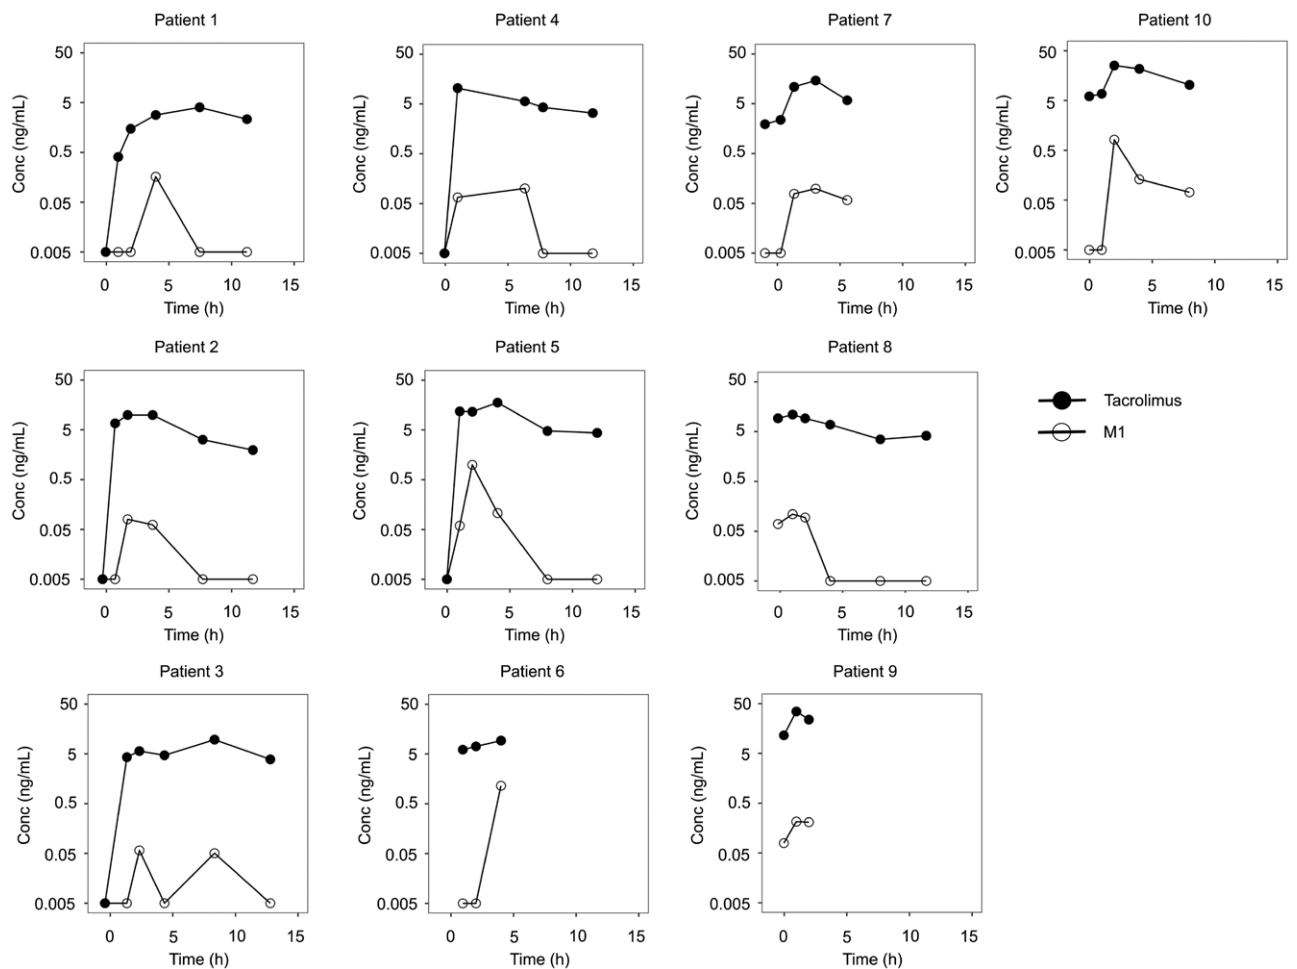 Patient 1
50
5
0.5
0.05
0.005
Conc (ng/mL)
0 5 10 15
Time (h)
Patient 4
50
5
0.5
0.05
0.005
Conc (ng/mL)
0 5 10 15
Time (h)
Patient 7
50
5
0.5
0.05
0.005
Conc (ng/mL)
0 5 10 15
Time (h)
Patient 10
50
5
0.5
0.05
0.005
Conc (ng/mL)
0 5 10 15
Time (h)
Patient 2
50
5
0.5
0.05
0.005
Conc (ng/mL)
0 5 10 15
Time (h)
Patient 5
50
5
0.5
0.05
0.005
Conc (ng/mL)
0 5 10 15
Time (h)
Patient 8
50
5
0.5
0.05
0.005
Conc (ng/mL)
0 5 10 15
Time (h)
Tacrolimus
M1
Patient 3
50
5
0.5
0.05
0.005
Conc (ng/mL)
0 5 10 15
Time (h)
Patient 6
50
5
0.5
0.05
0.005
Conc (ng/mL)
0 5 10 15
Time (h)
Patient 9
50
5
0.5
0.05
0.005
Conc (ng/mL)
0 5 10 15
Time (h)